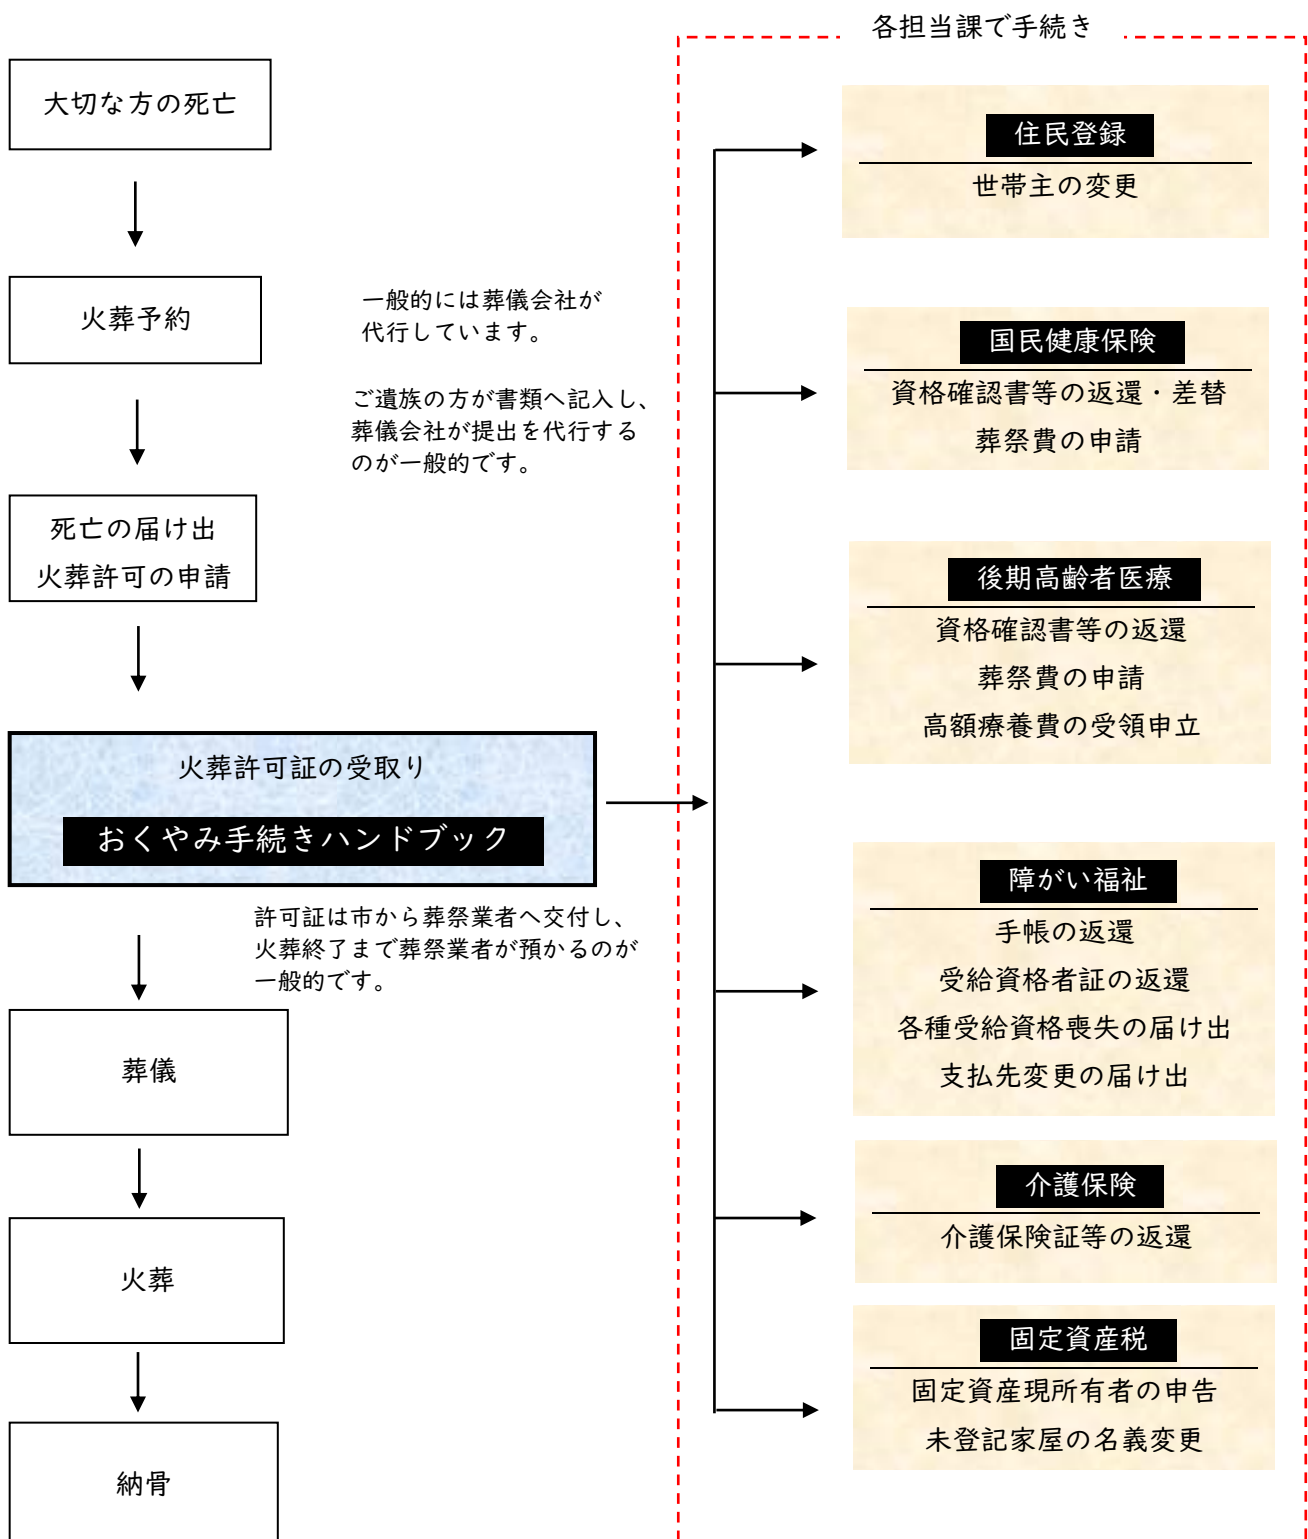 各担当課で手続き
大切な方の死亡
火葬予約
一般的には葬儀会社が
代行しています。
ご遺族の方が書類へ記入し、
葬儀会社が提出を代行する
のが一般的です。
死亡の届け出
火葬許可の申請
火葬許可証の受取り
おくやみ手続きハンドブック
許可証は市から葬祭業者へ交付し、
火葬終了まで葬祭業者が預かるのが
一般的です。
葬儀
火葬
納骨
住民登録
世帯主の変更
国民健康保険
資格確認書等の返還・差替
葬祭費の申請
後期高齢者医療
資格確認書等の返還
葬祭費の申請
高額療養費の受領申立
障がい福祉
手帳の返還
受給資格者証の返還
各種受給資格喪失の届け出
支払先変更の届け出
介護保険
介護保険証等の返還
固定資産税
固定資産現所有者の申告
未登記家屋の名義変更